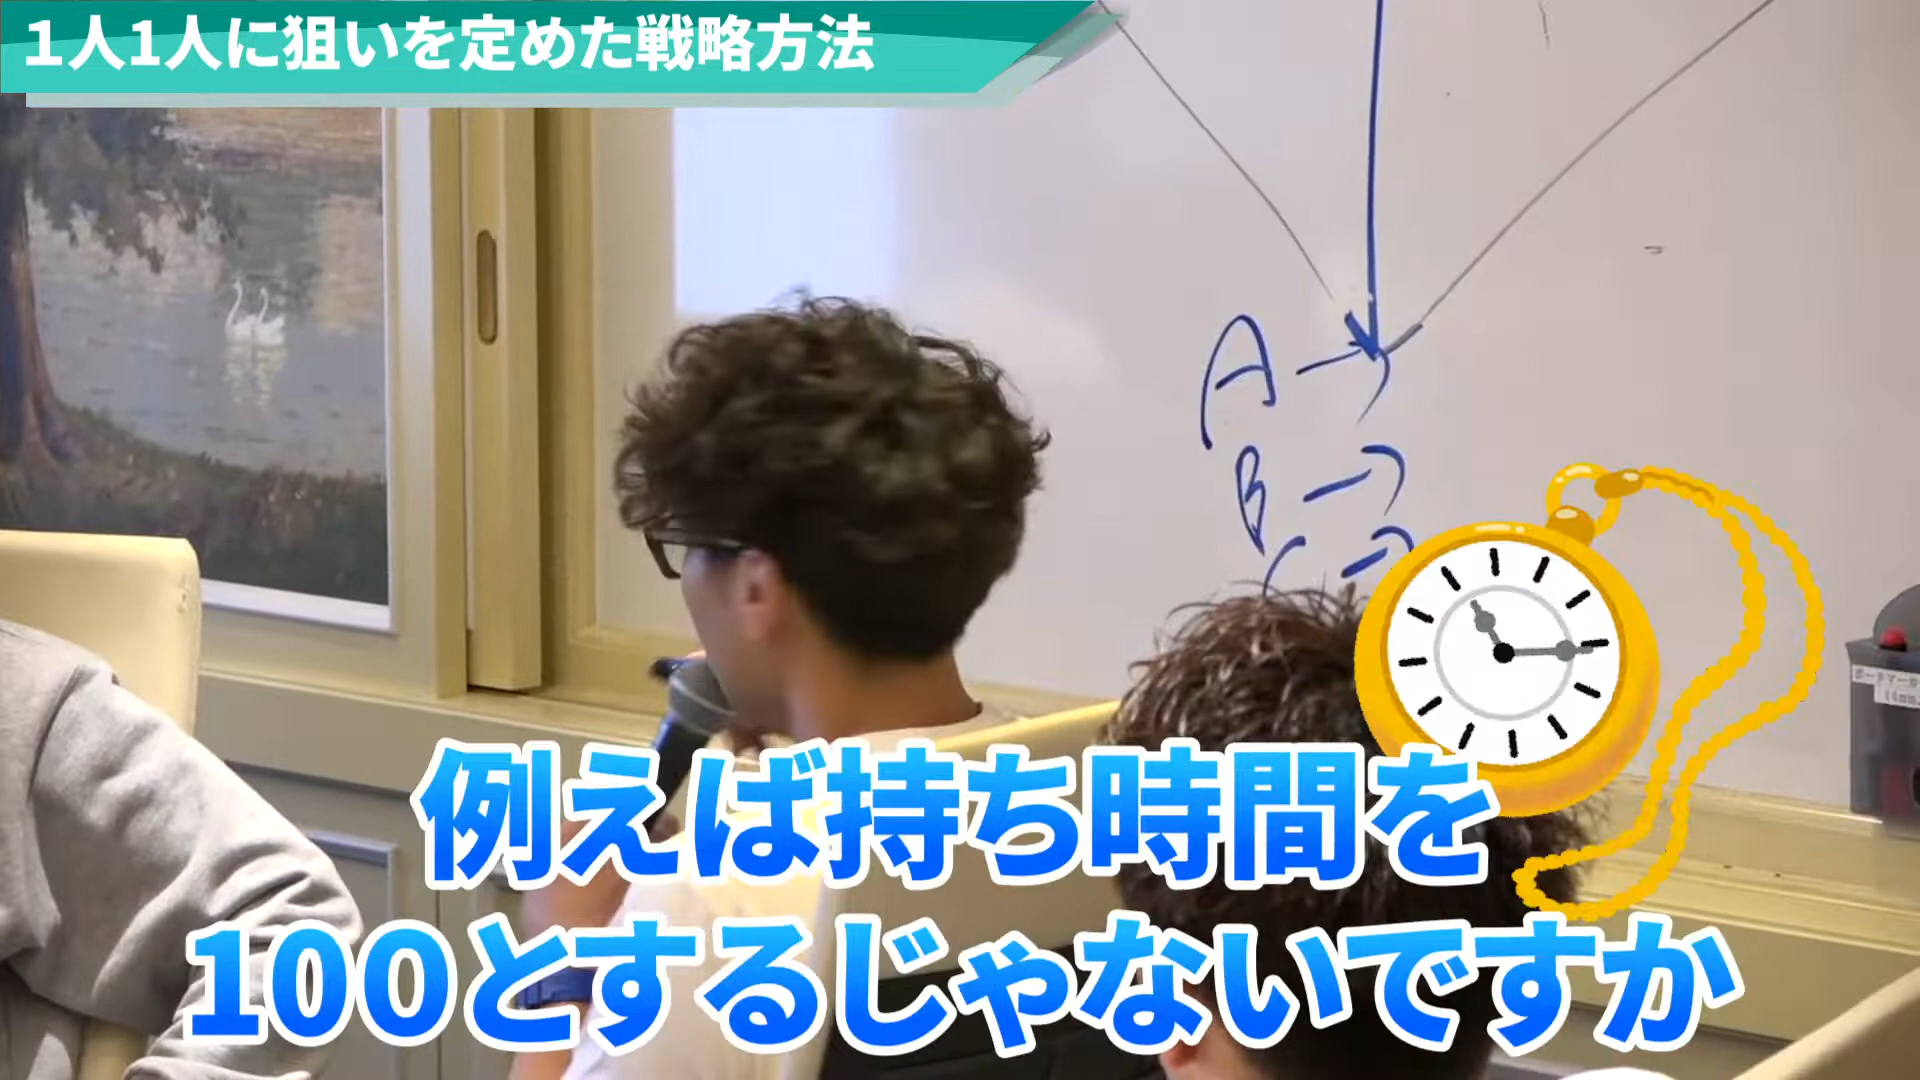 1人1人に狙いを定めた戦略方法
A→
B→
C→
例えば持ち時間を
100とするじゃないですか